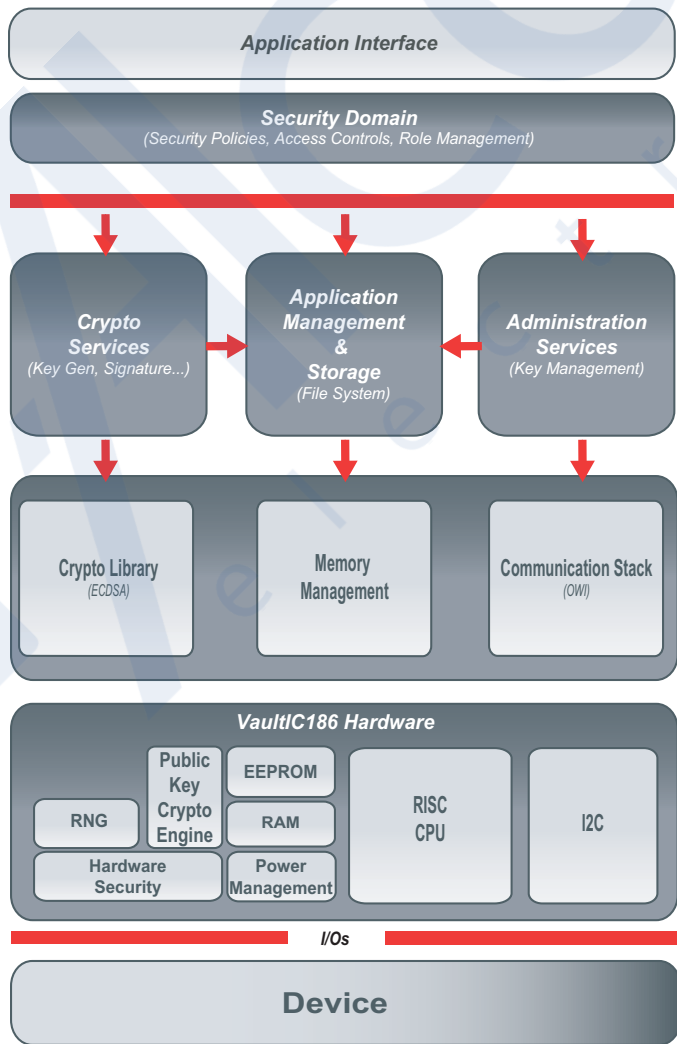 Application Interface
Security Domain
(Security Policies, Access Controls, Role Management)
Crypto
Services
(Key Gen, Signature...)
Application
Management
&
Storage
(File System)
Administration
Services
(Key Management)
Crypto Library
(ECDSA)
Memory
Management
Communication Stack
(OWI)
VaultIC186 Hardware
RNG
Public
Key
Crypto
Engine
EEPROM
RAM
Hardware
Security
Power
Management
RISC
CPU
I2C
I/Os
Device